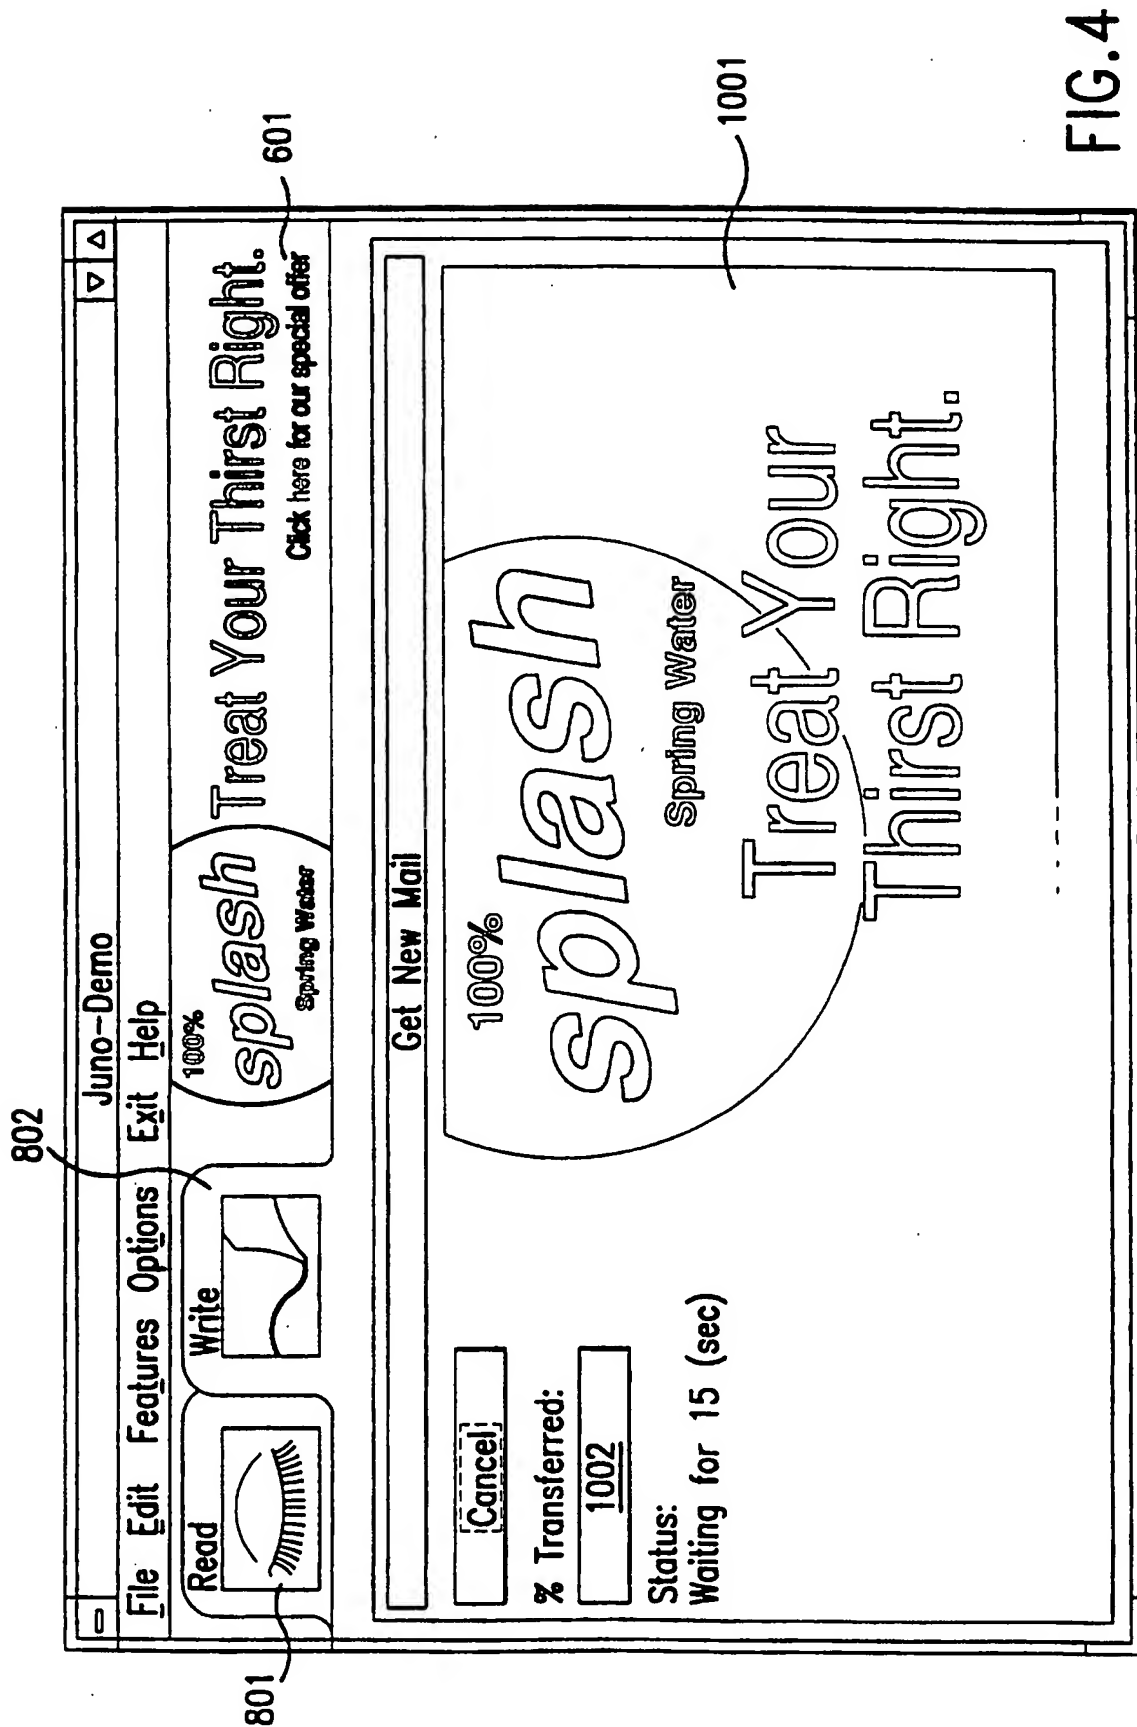 802
Juno-Demo
File Edit Features Options Exit Help
Read
Write
100%
splash
Spring Water
Treat Your Thirst Right.
Click here for our special offer
601
801
Get New Mail
Cancel
% Transferred:
1002
Status:
Waiting for 15 (sec)
100%
splash
Spring Water
Treat Your
Thirst Right.
1001
FIG.4